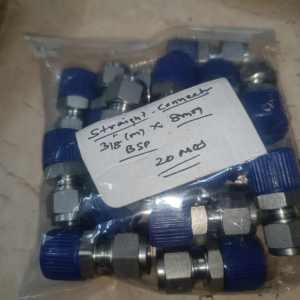 Straight Connect
3/8" (M) X 8MM
BSP
20 NOS